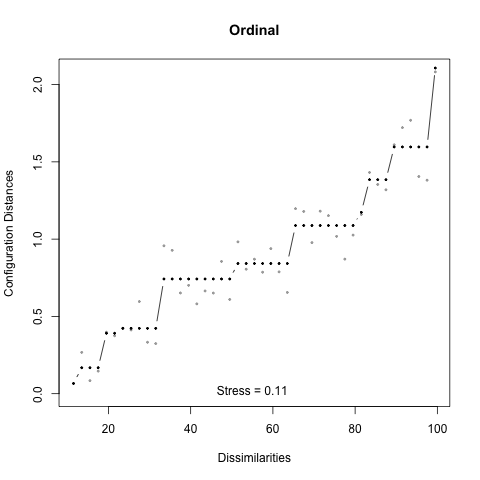 Ordinal
Configuration Distances
2.0
1.5
1.0
0.5
0.0
Stress = 0.11
20 40 60 80 100
Dissimilarities